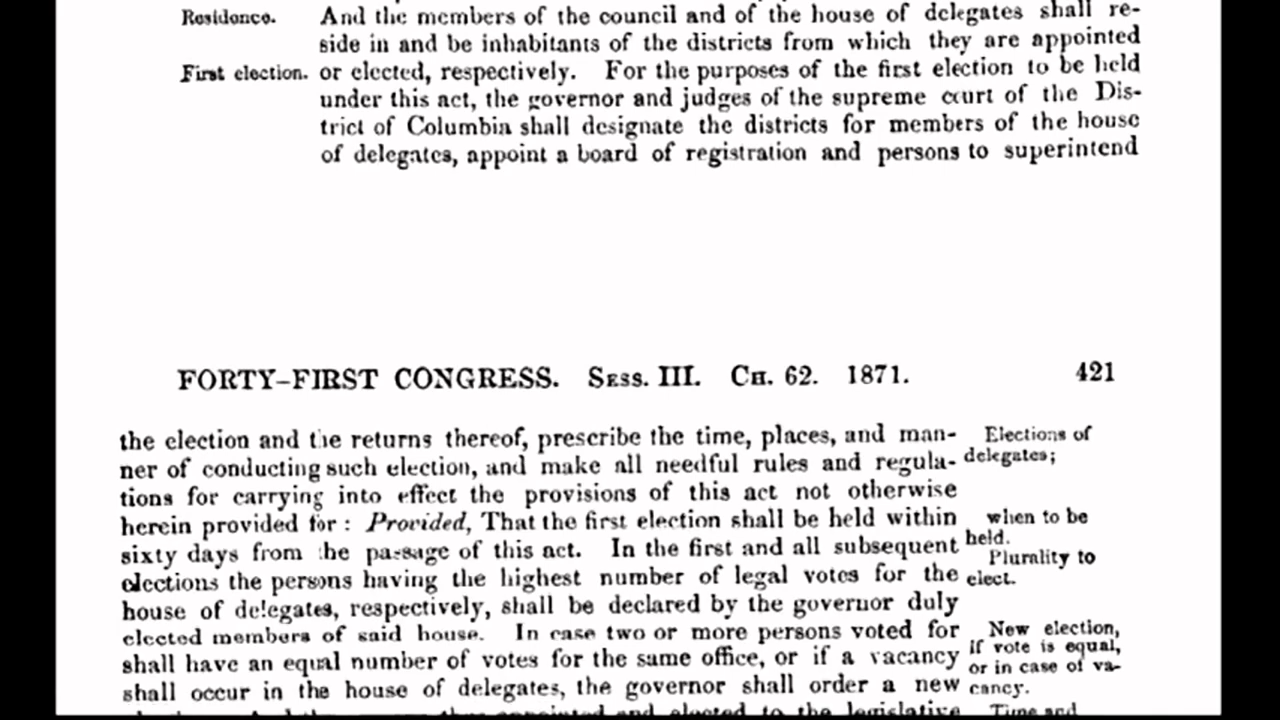 Residence. And the members of the council and of the house of delegates shall re-
side in and be inhabitants of the districts from which they are appointed
First election. or elected, respectively. For the purposes of the first election to be held
under this act, the governor and judges of the supreme court of the Dis-
trict of Columbia shall designate the districts for members of the house
of delegates, appoint a board of registration and persons to superintend
FORTY-FIRST CONGRESS. SESS. III. CH. 62. 1871. 421
the election and the returns thereof, prescribe the time, places, and man-
ner of conducting such election, and make all needful rules and regula-
tions for carrying into effect the provisions of this act not otherwise
herein provided for: Provided, That the first election shall be held within
sixty days from the passage of this act. In the first and all subsequent
elections the persons having the highest number of legal votes for the
house of delegates, respectively, shall be declared by the governor duly
elected members of said house. In case two or more persons voted for
shall have an equal number of votes for the same office, or if a vacancy
shall occur in the house of delegates, the governor shall order a new
appointed and elected to the legislative
Elections of
delegates;
when to be
held.
Plurality to
elect.
New election,
if vote is equal,
or in case of va-
cancy.
Time and